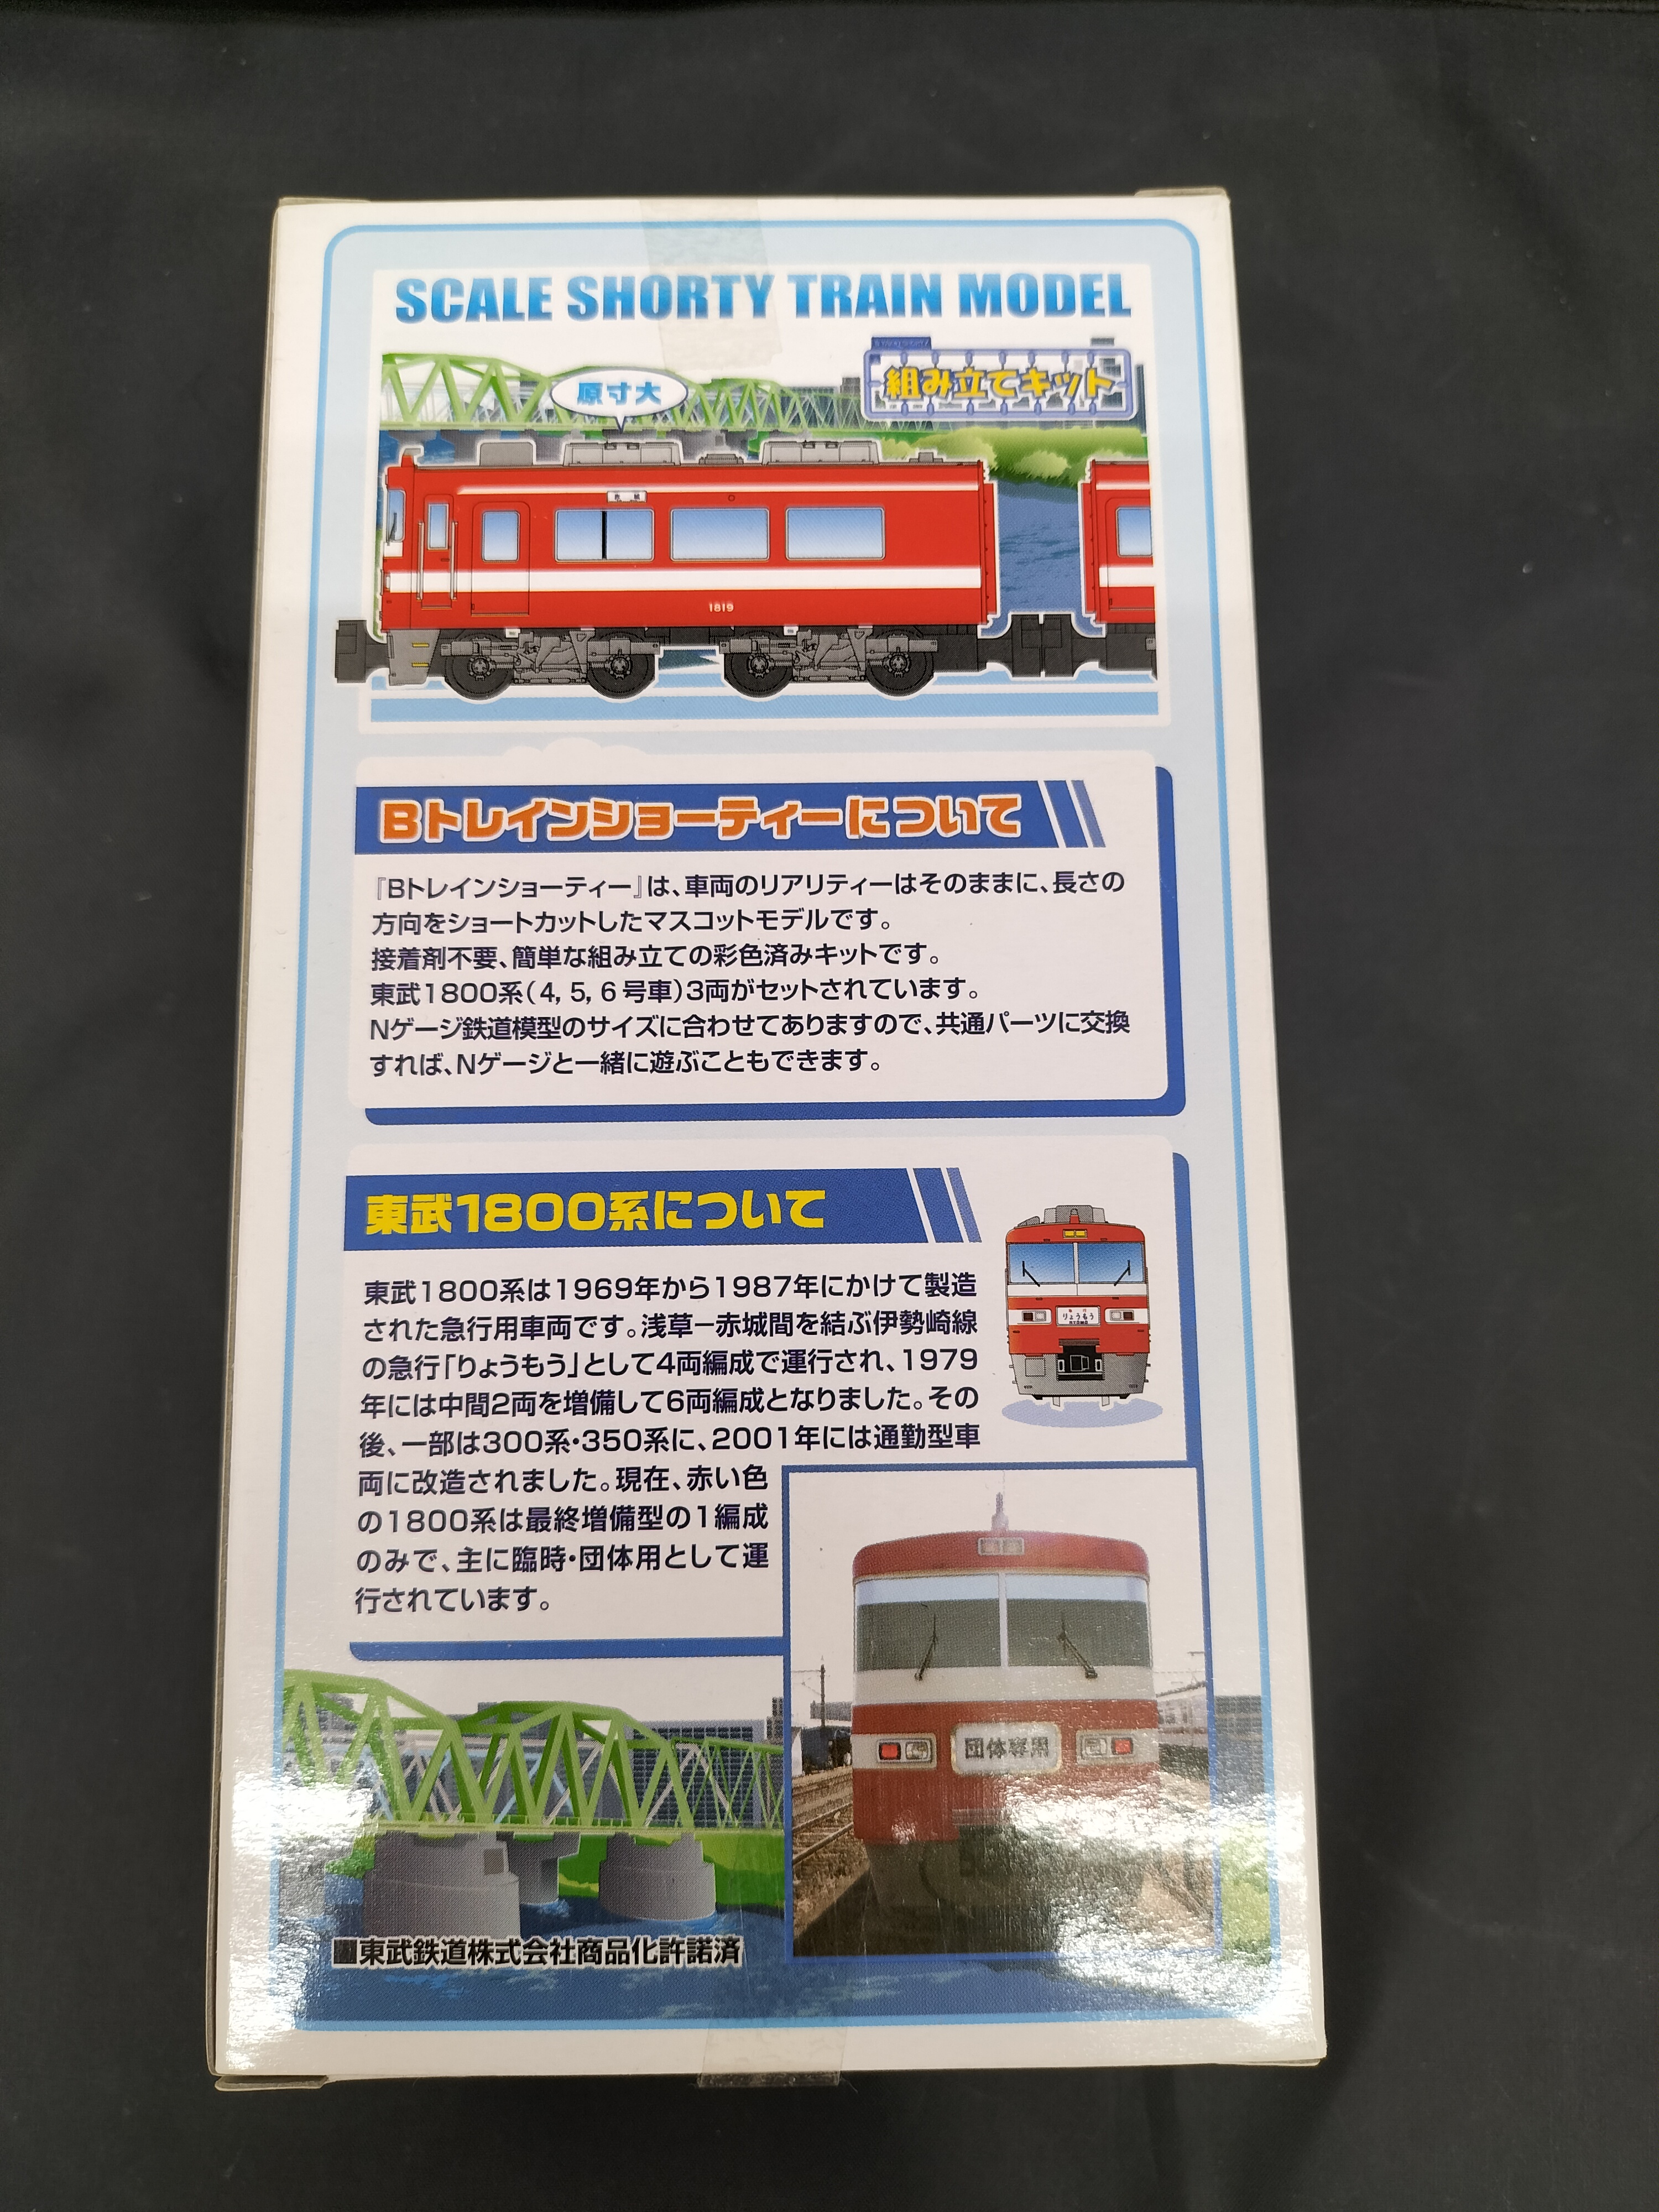 SCALE SHORTY TRAIN MODEL
組み立てキット
原寸大
1819
Bトレインショーティーについて
『Bトレインショーティー』は、車両のリアリティーはそのままに、長さの
方向をショートカットしたマスコットモデルです。
接着剤不要、簡単な組み立ての彩色済みキットです。
東武1800系(4, 5, 6号車)3両がセットされています。
Nゲージ鉄道模型のサイズに合わせてありますので、共通パーツに交換
すれば、Nゲージと一緒に遊ぶこともできます。
東武1800系について
東武1800系は1969年から1987年にかけて製造
された急行用車両です。浅草−赤城間を結ぶ伊勢崎線
の急行「りょうもう」として4両編成で運行され、1979
年には中間2両を増備して6両編成となりました。その
後、一部は300系・350系に、2001年には通勤型車
両に改造されました。現在、赤い色
の1800系は最終増備型の1編成
のみで、主に臨時・団体用として運
行されています。
りょうもう
団体専用
■東武鉄道株式会社商品化許諾済